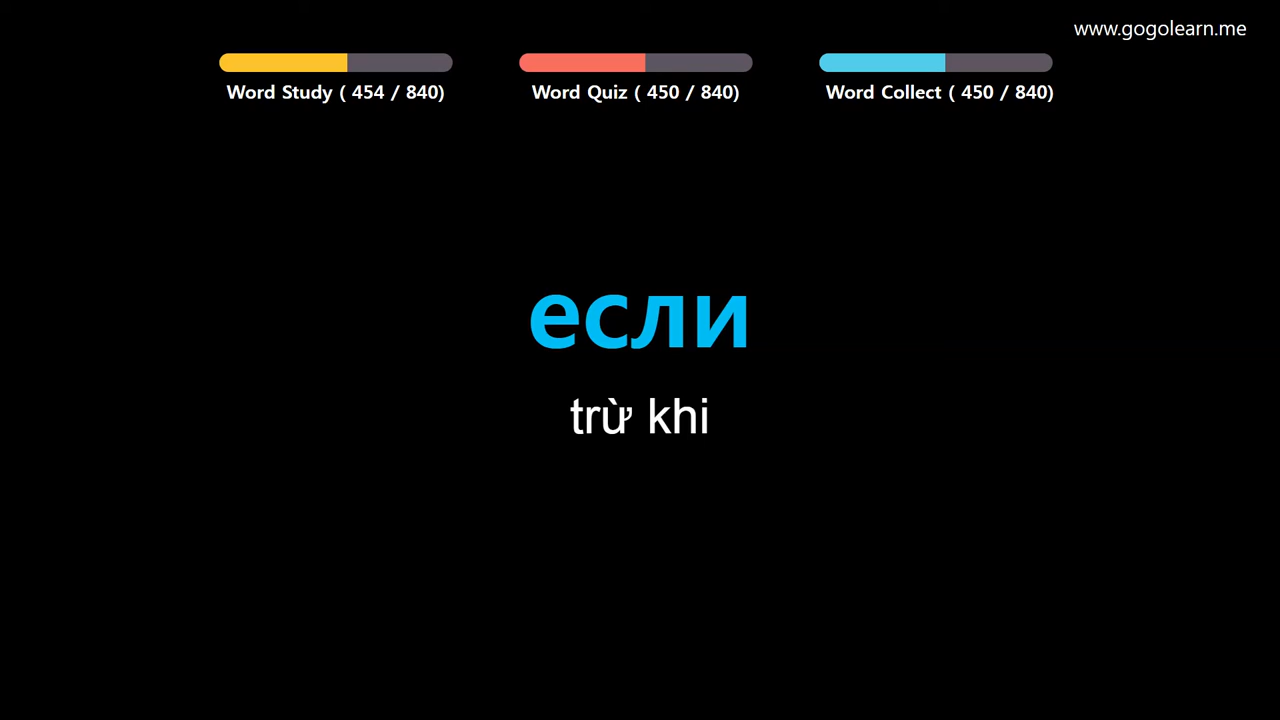 www.gogolearn.me
Word Study ( 454 / 840)
Word Quiz ( 450 / 840)
Word Collect ( 450 / 840)
если
trừ khi